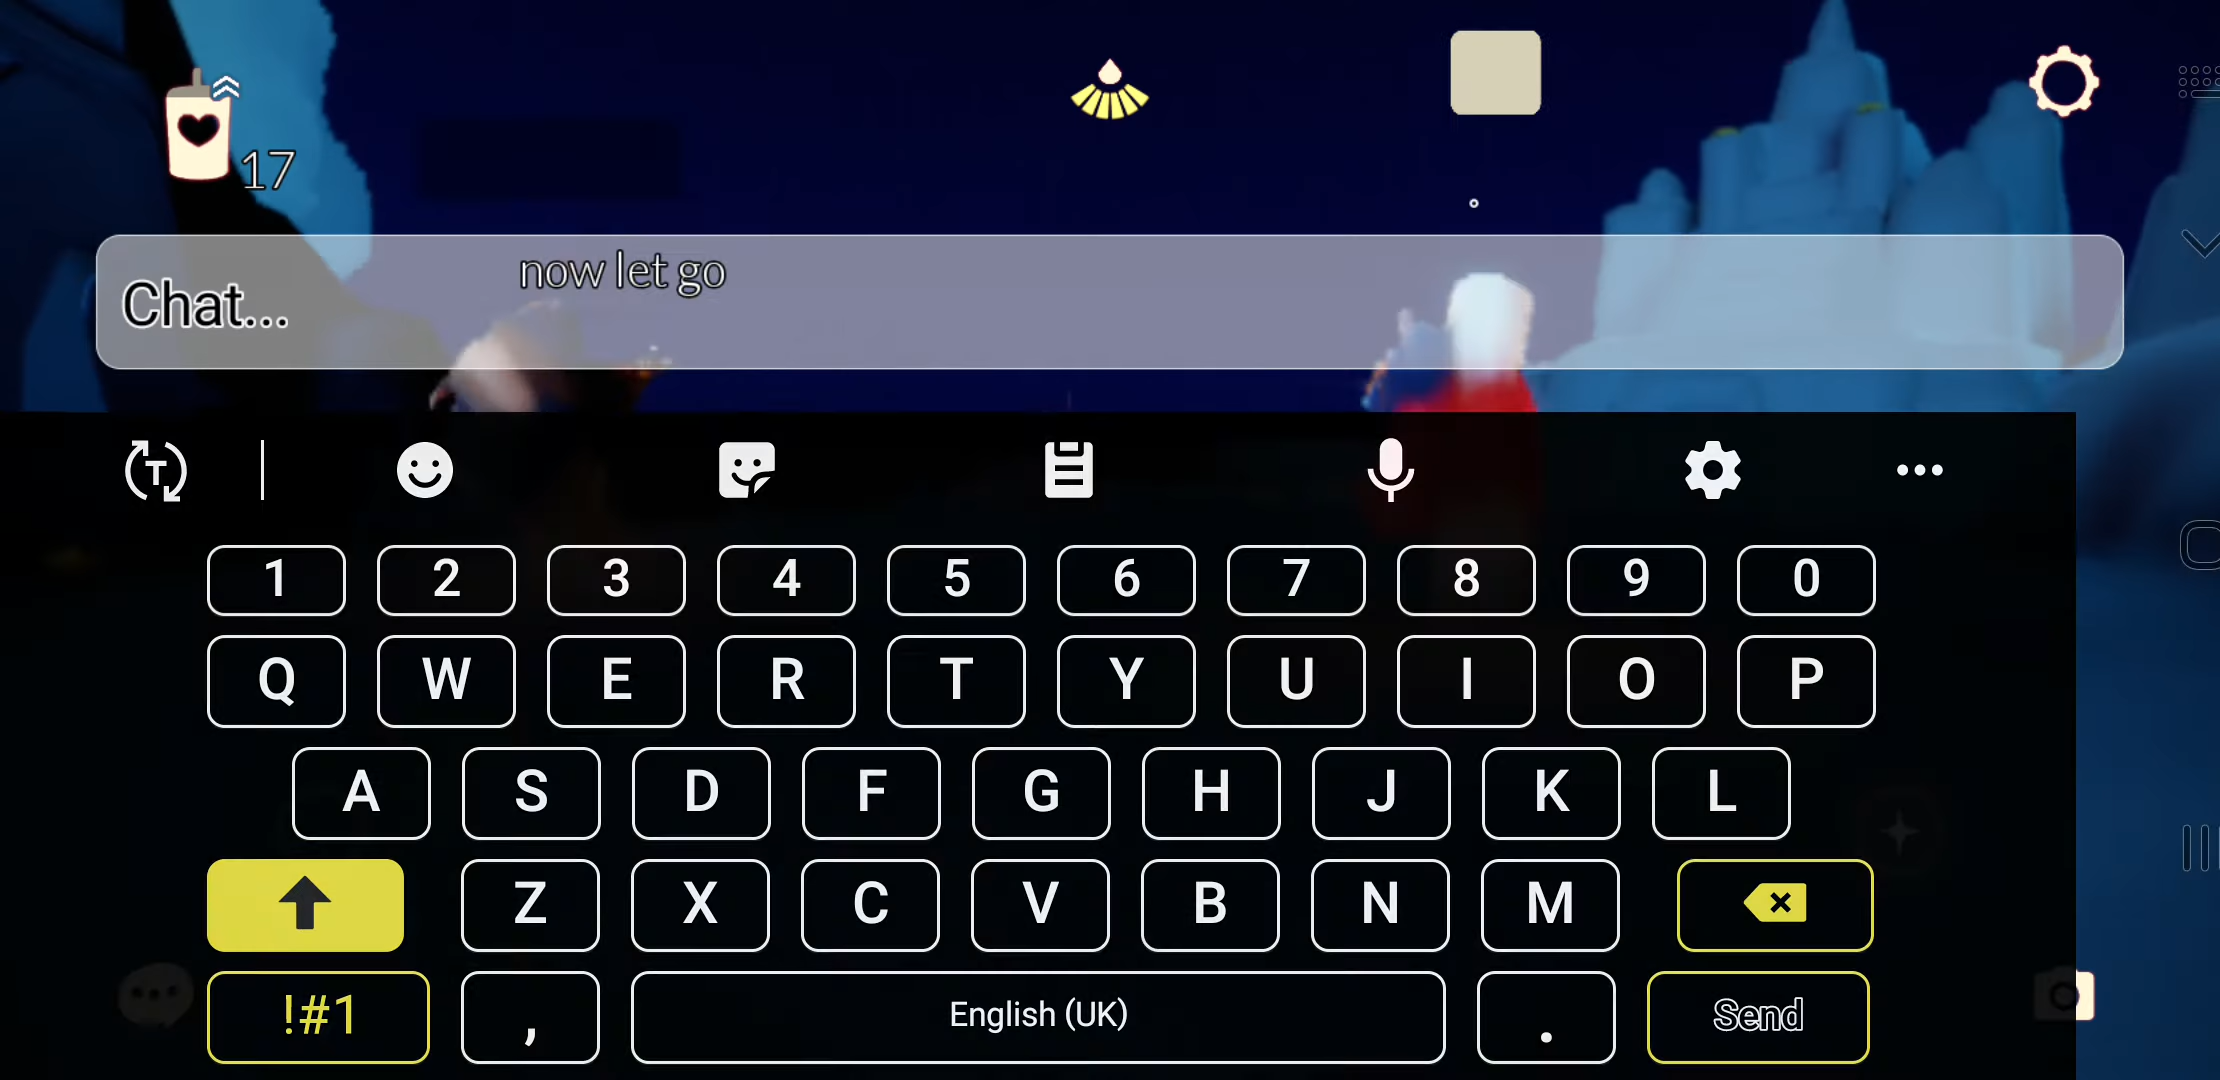 17
now let go
Chat...
T
1 2 3 4 5 6 7 8 9 0
Q W E R T Y U I O P
A S D F G H J K L
Z X C V B N M
!#1 , English (UK) . Send